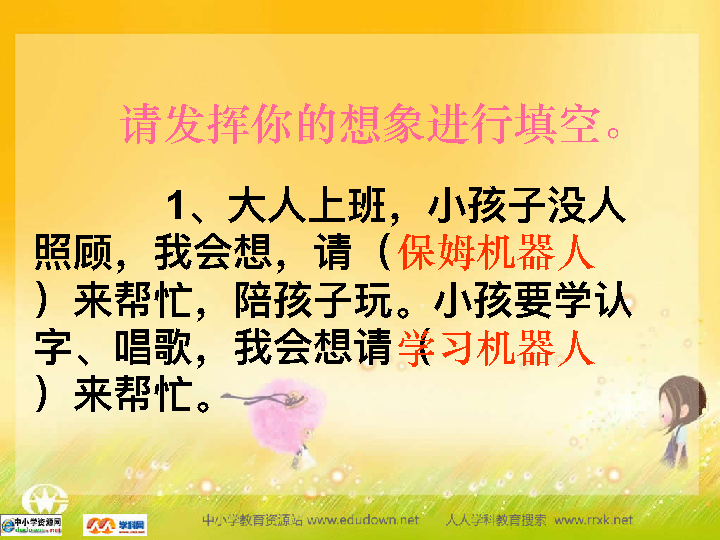 请发挥你的想象进行填空。
1、大人上班，小孩子没人
照顾，我会想，请（保姆机器人
）来帮忙，陪孩子玩。小孩要学认
字、唱歌，我会想请（学习机器人
）来帮忙。
中小学资源网 学科网 中小学教育资源站 www.edudown.net 人人学科教育搜索 www.rrxk.net